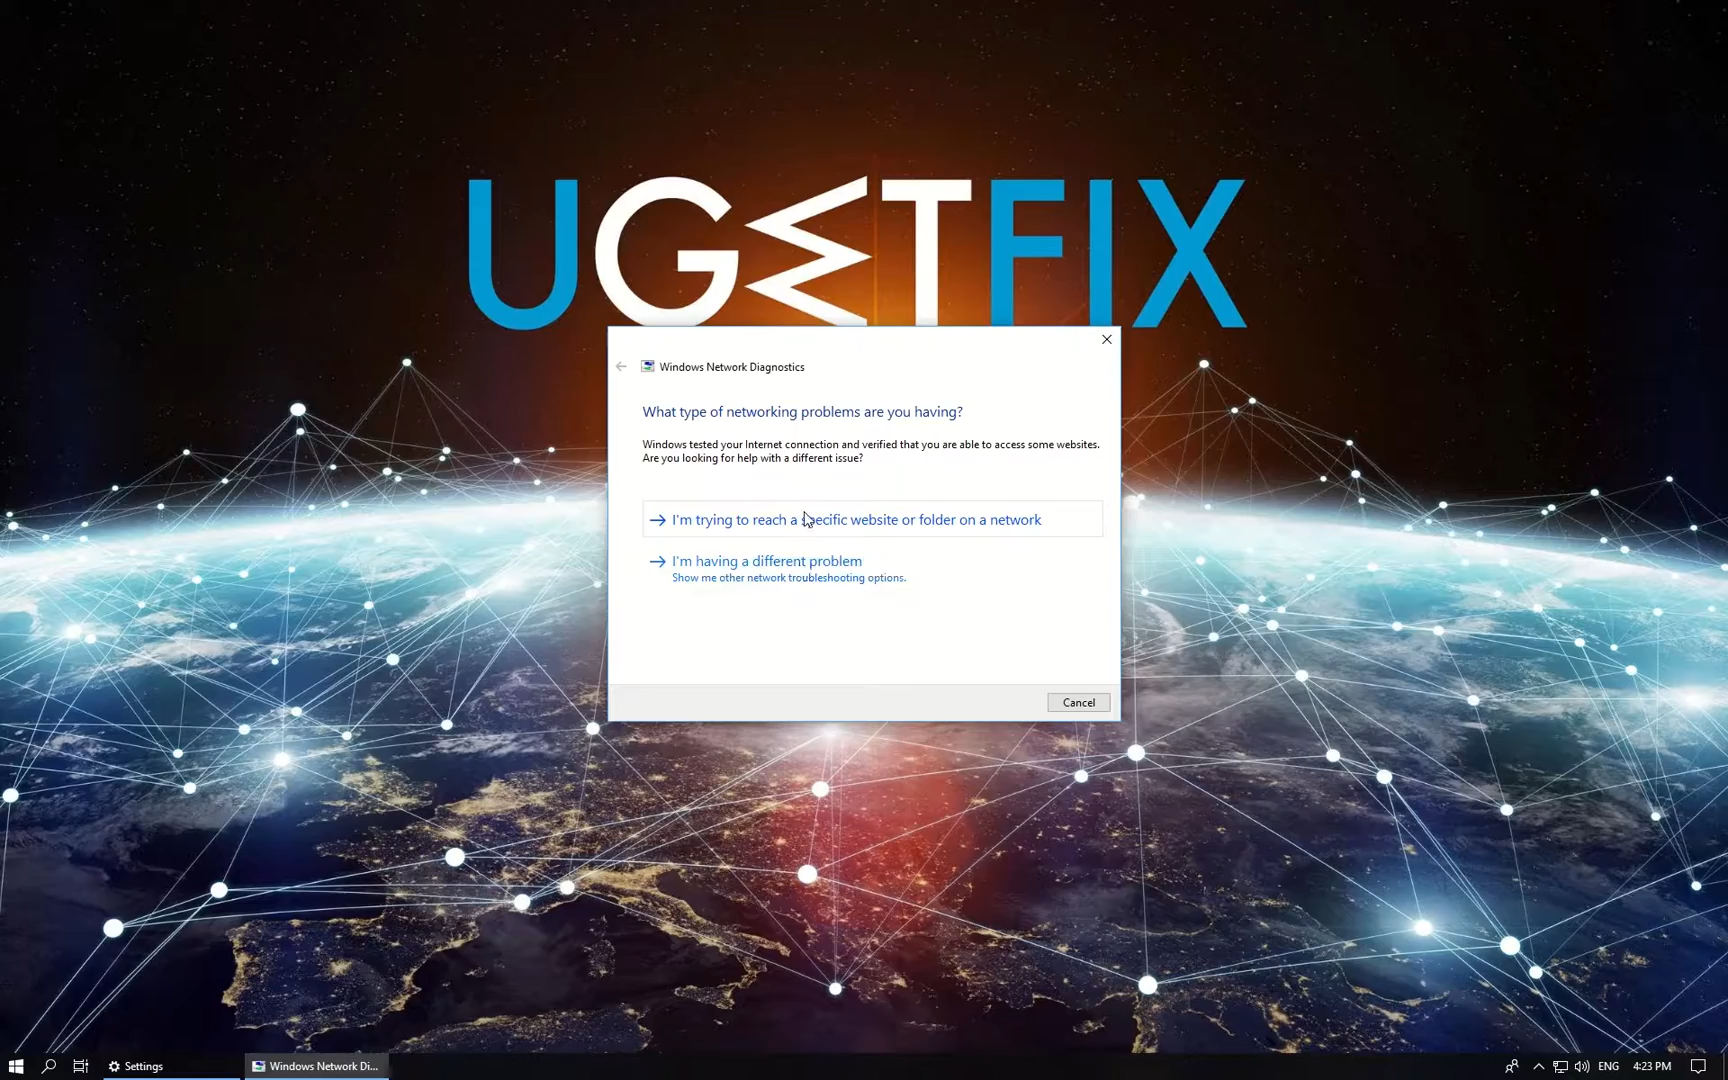 UGETFIX
Windows Network Diagnostics
What type of networking problems are you having?
Windows tested your Internet connection and verified that you are able to access some websites.
Are you looking for help with a different issue?
I'm trying to reach a specific website or folder on a network
I'm having a different problem
Show me other network troubleshooting options.
Cancel
Settings
Windows Network Di...
ENG
4:23 PM